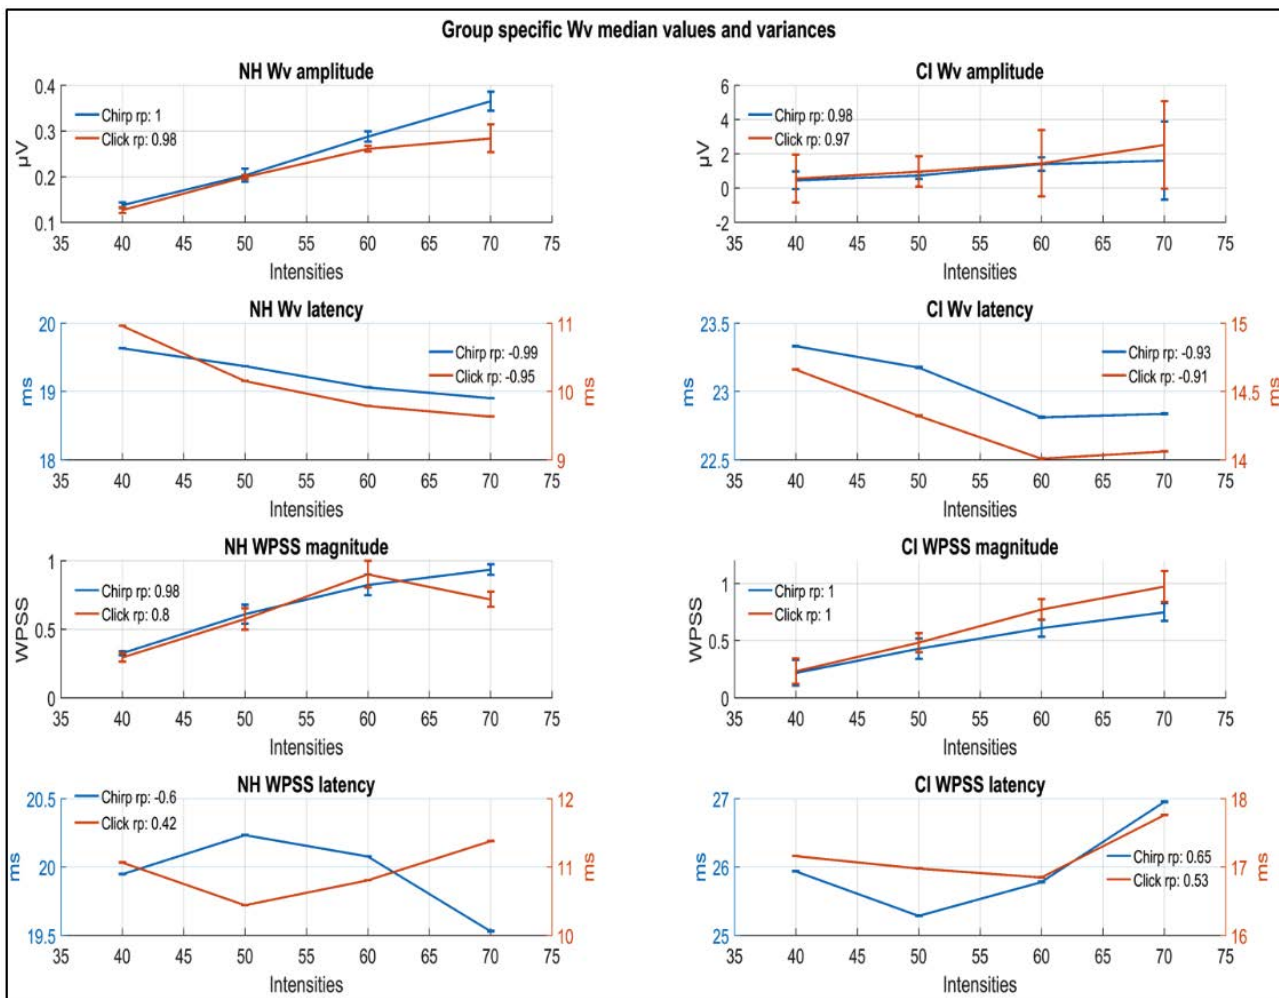 Group specific Wv median values and variances
NH Wv amplitude
0.4
0.3
0.2
0.1
µV
Chirp rp: 1
Click rp: 0.98
35 40 45 50 55 60 65 70 75
Intensities
CI Wv amplitude
6
4
2
0
-2
µV
Chirp rp: 0.98
Click rp: 0.97
35 40 45 50 55 60 65 70 75
Intensities
NH Wv latency
20
19
18
ms
Chirp rp: -0.99
Click rp: -0.95
11
10
9
ms
35 40 45 50 55 60 65 70 75
Intensities
CI Wv latency
23.5
23
22.5
ms
Chirp rp: -0.93
Click rp: -0.91
15
14.5
14
ms
35 40 45 50 55 60 65 70 75
Intensities
NH WPSS magnitude
1
0.5
0
WPSS
Chirp rp: 0.98
Click rp: 0.8
35 40 45 50 55 60 65 70 75
Intensities
CI WPSS magnitude
1
0.5
0
WPSS
Chirp rp: 1
Click rp: 1
35 40 45 50 55 60 65 70 75
Intensities
NH WPSS latency
20.5
20
19.5
ms
Chirp rp: -0.6
Click rp: 0.42
12
11
10
ms
35 40 45 50 55 60 65 70 75
Intensities
CI WPSS latency
27
26
25
ms
Chirp rp: 0.65
Click rp: 0.53
18
17
16
ms
35 40 45 50 55 60 65 70 75
Intensities